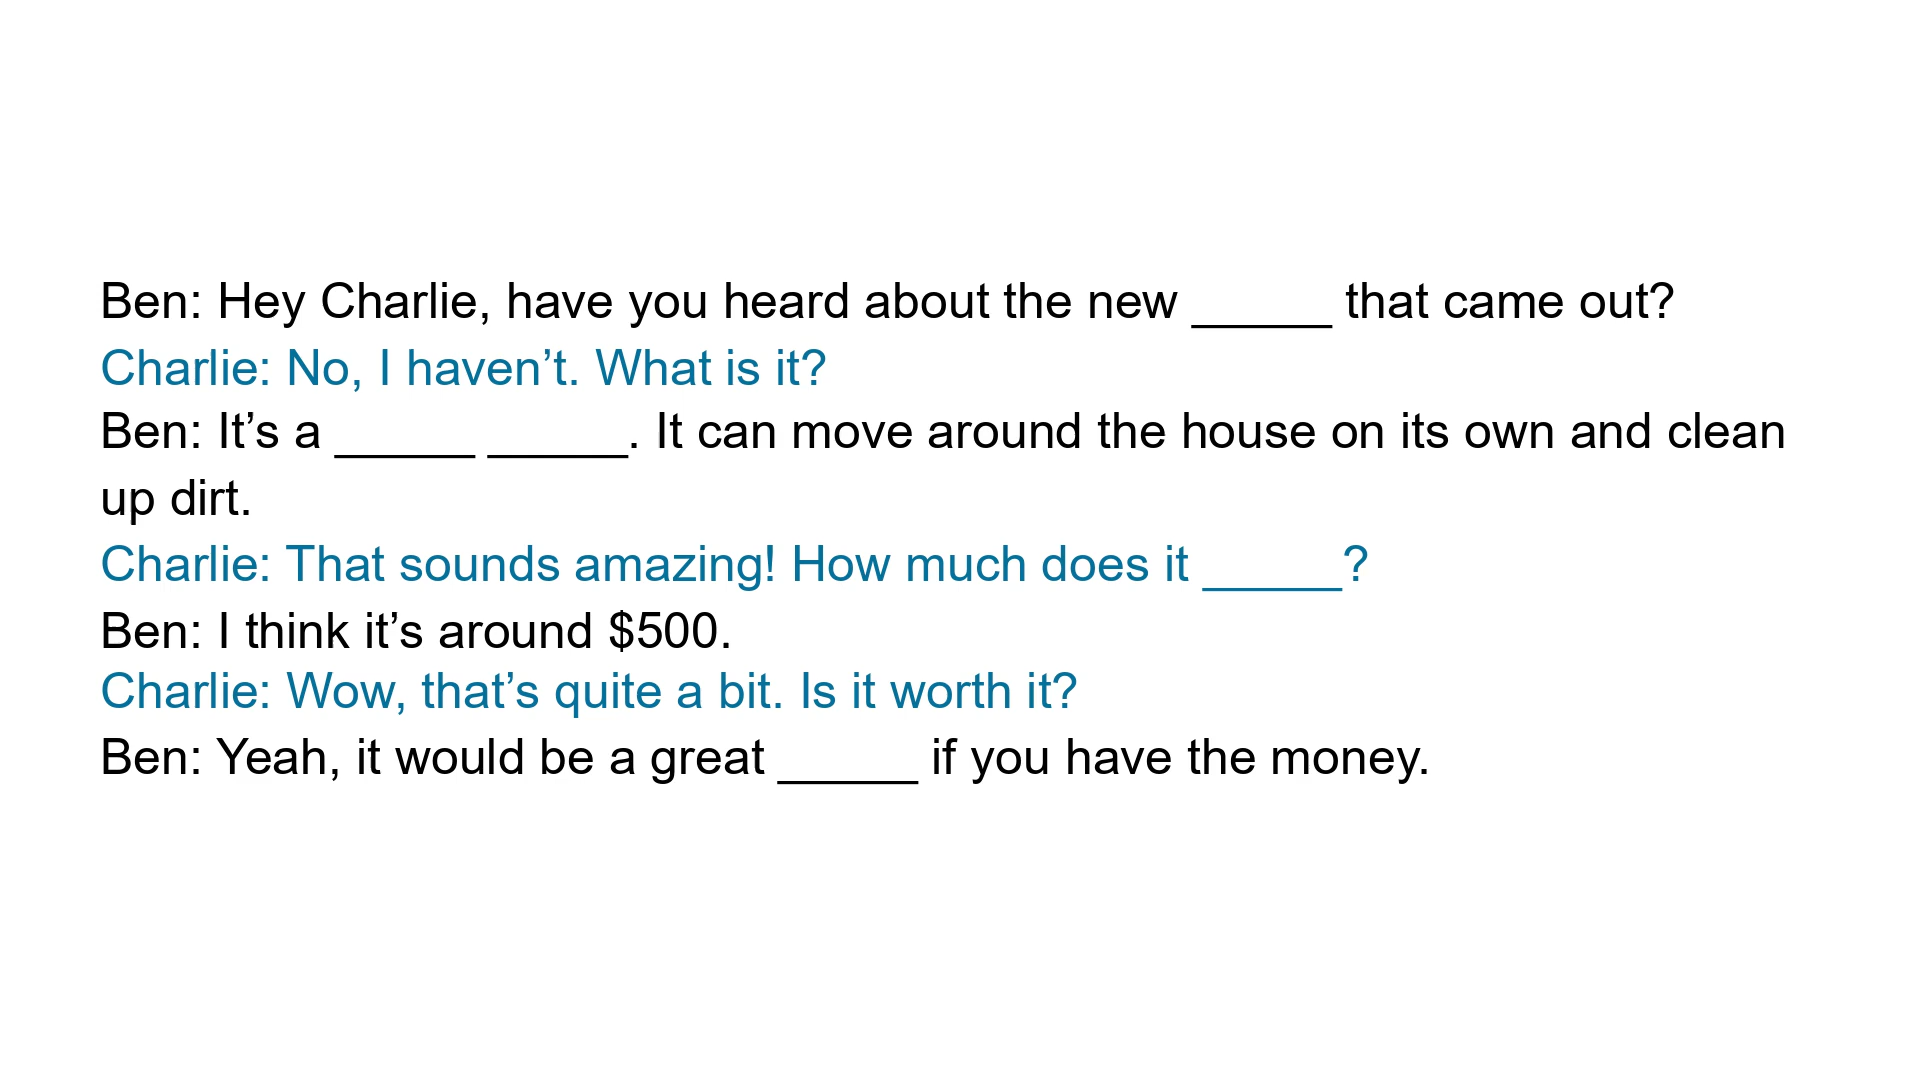 Ben: Hey Charlie, have you heard about the new _____ that came out?
Charlie: No, I haven’t. What is it?
Ben: It’s a _____ _____. It can move around the house on its own and clean
up dirt.
Charlie: That sounds amazing! How much does it _____?
Ben: I think it’s around $500.
Charlie: Wow, that’s quite a bit. Is it worth it?
Ben: Yeah, it would be a great _____ if you have the money.